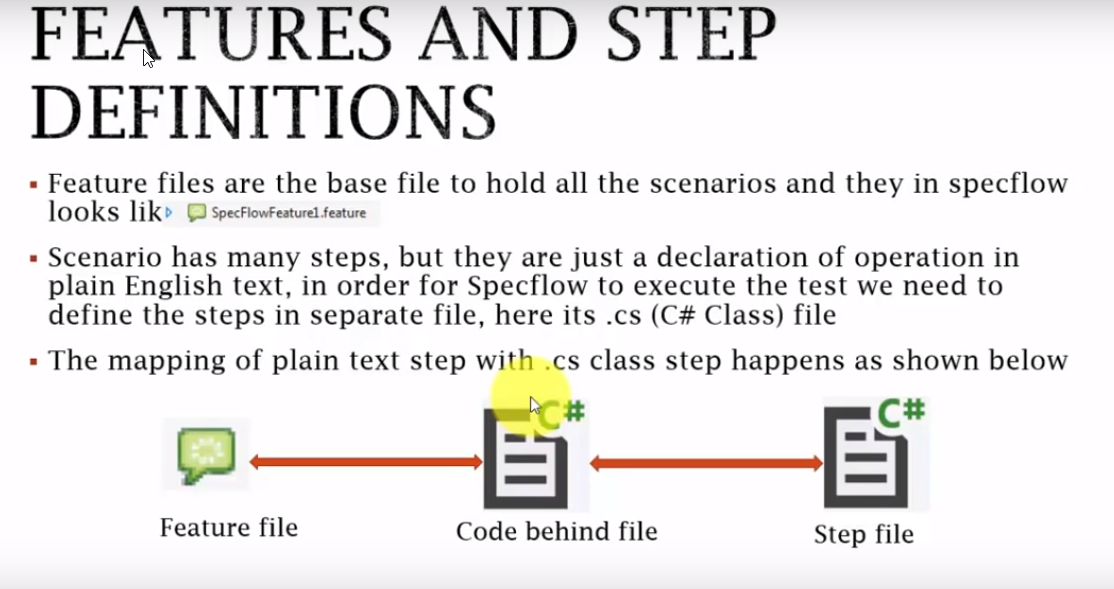 FEATURES AND STEP
DEFINITIONS
▪ Feature files are the base file to hold all the scenarios and they in specflow
looks lik SpecFlowFeature1.feature
▪ Scenario has many steps, but they are just a declaration of operation in
plain English text, in order for Specflow to execute the test we need to
define the steps in separate file, here its .cs (C# Class) file
▪ The mapping of plain text step with .cs class step happens as shown below
C# C#
Feature file Code behind file Step file